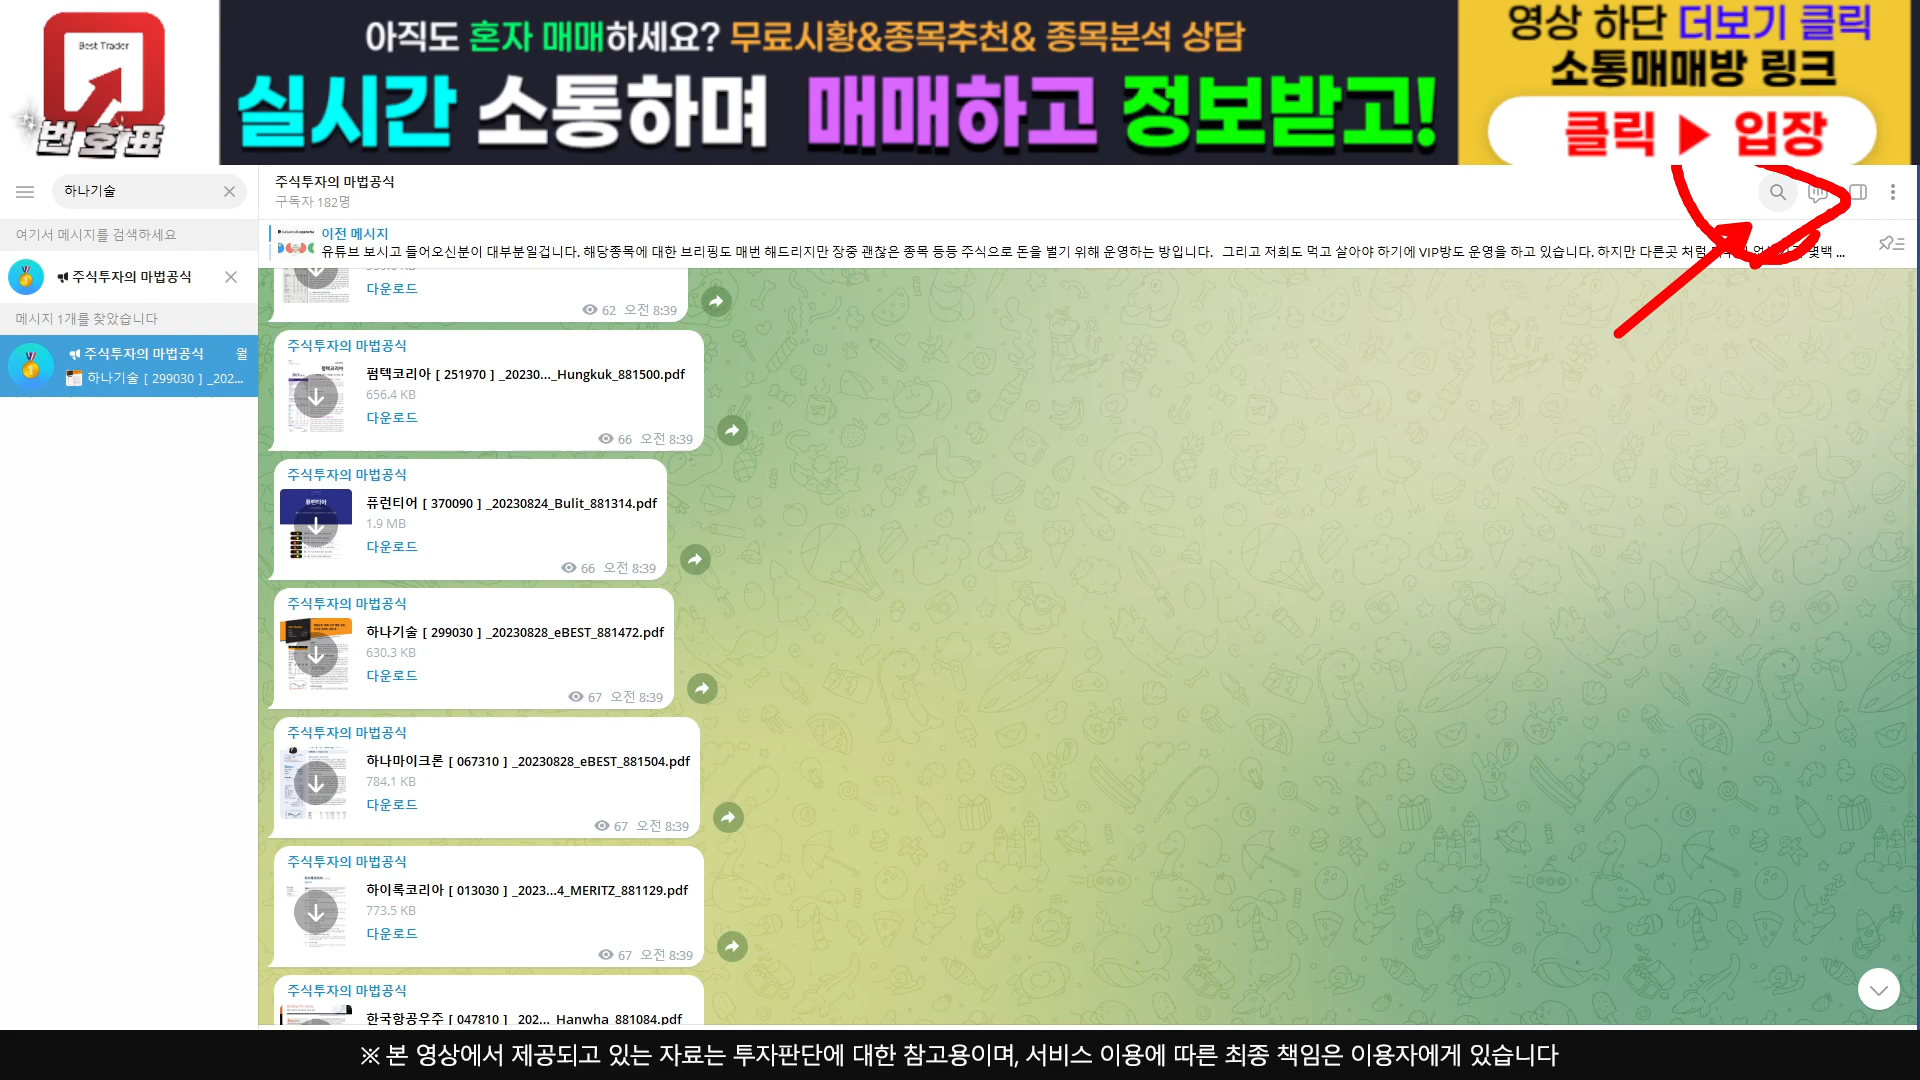 Best Trader
번호표
아직도 혼자 매매하세요? 무료시황&종목추천& 종목분석 상담
실시간 소통하며 매매하고 정보받고!
영상 하단 더보기 클릭
소통매매방 링크
클릭 ▶ 입장
하나기술
여기서 메시지를 검색하세요
주식투자의 마법공식
메시지 1개를 찾았습니다
주식투자의 마법공식 월
하나기술 [ 299030 ] _202...
주식투자의 마법공식
구독자 182명
이전 메시지
유튜브 보시고 들어오신분이 대부분일겁니다. 해당종목에 대한 브리핑도 매번 해드리지만 장중 괜찮은 종목 등등 주식으로 돈을 벌기 위해 운영하는 방입니다. 그리고 저희도 먹고 살아야 하기에 VIP방도 운영을 하고 있습니다. 하지만 다른곳 처럼 몇백 ...
다운로드
62 오전 8:39
주식투자의 마법공식
펌텍코리아 [ 251970 ] _20230..._Hungkuk_881500.pdf
656.4 KB
다운로드
66 오전 8:39
주식투자의 마법공식
퓨런티어 [ 370090 ] _20230824_Bulit_881314.pdf
1.9 MB
다운로드
66 오전 8:39
주식투자의 마법공식
하나기술 [ 299030 ] _20230828_eBEST_881472.pdf
630.3 KB
다운로드
67 오전 8:39
주식투자의 마법공식
하나마이크론 [ 067310 ] _20230828_eBEST_881504.pdf
784.1 KB
다운로드
67 오전 8:39
주식투자의 마법공식
하이록코리아 [ 013030 ] _2023...4_MERITZ_881129.pdf
773.5 KB
다운로드
67 오전 8:39
주식투자의 마법공식
한국항공우주 [ 047810 ] _202..._Hanwha_881084.pdf
※ 본 영상에서 제공되고 있는 자료는 투자판단에 대한 참고용이며, 서비스 이용에 따른 최종 책임은 이용자에게 있습니다